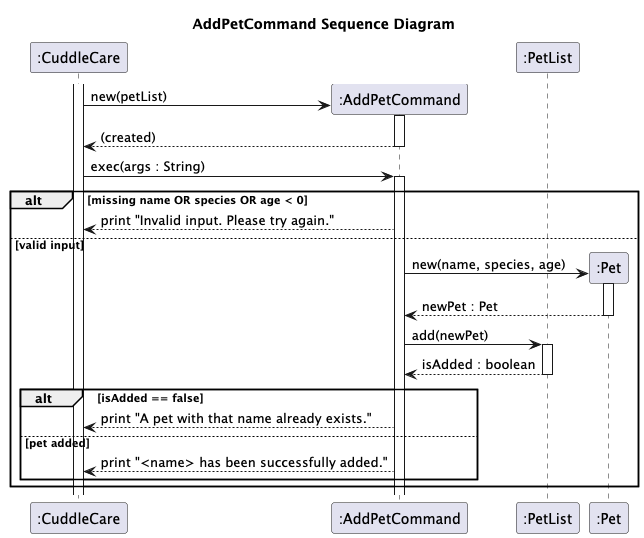 AddPetCommand Sequence Diagram
:CuddleCare
:PetList
new(petList)
:AddPetCommand
(created)
exec(args : String)
alt
[missing name OR species OR age < 0]
print "Invalid input. Please try again."
[valid input]
new(name, species, age)
:Pet
newPet : Pet
add(newPet)
isAdded : boolean
alt
[isAdded == false]
print "A pet with that name already exists."
[pet added]
print "<name> has been successfully added."
:CuddleCare
:AddPetCommand
:PetList
:Pet